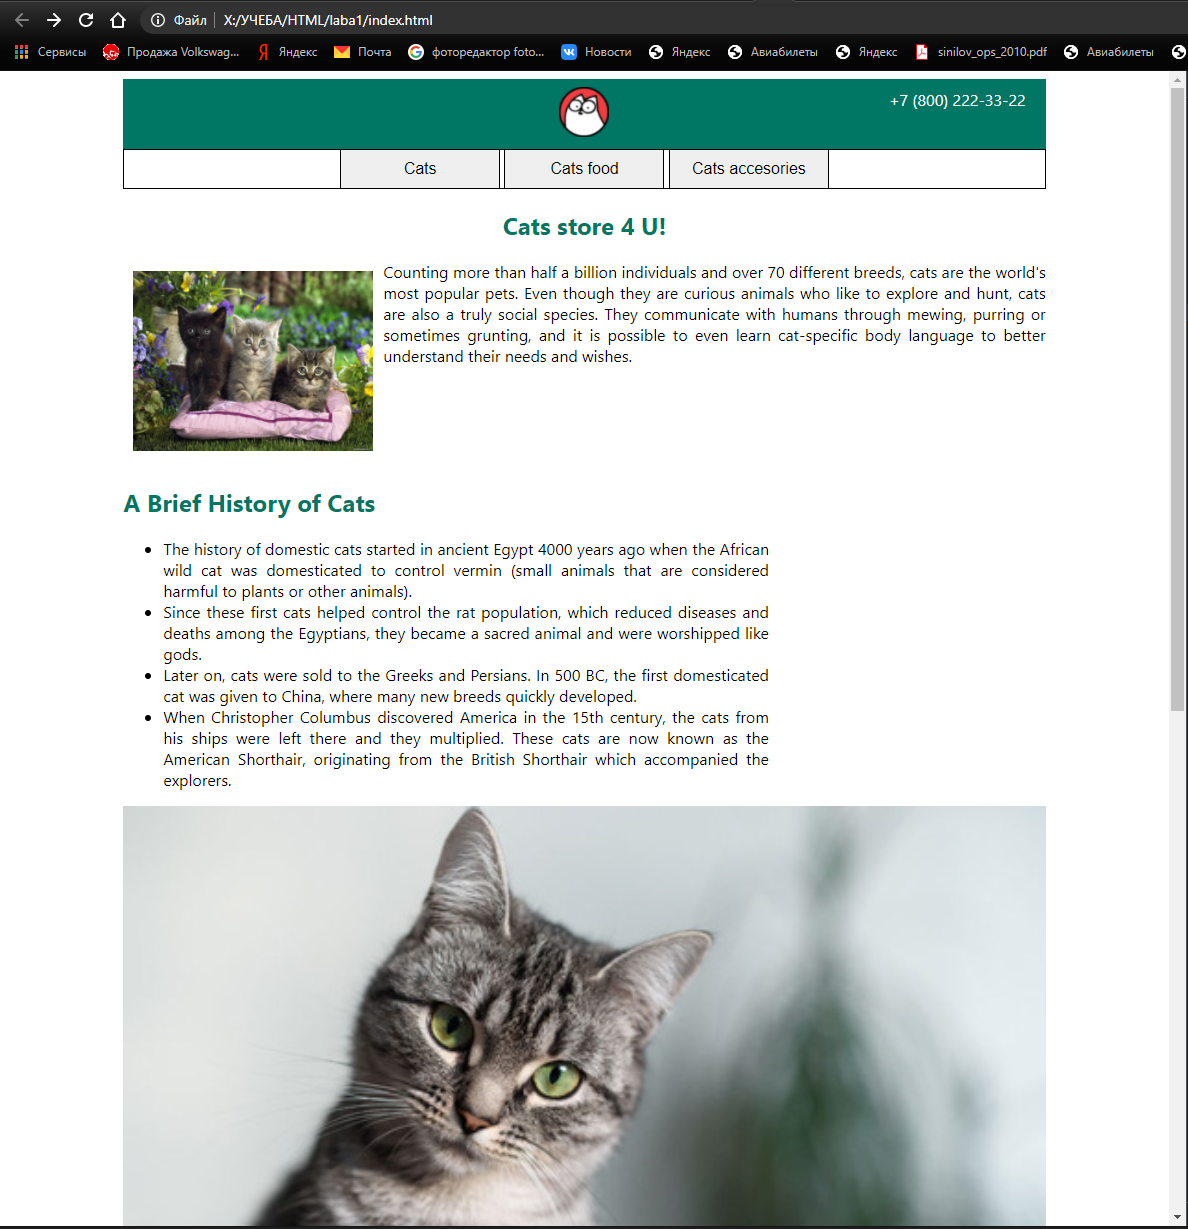 Файл X:/УЧЕБА/HTML/laba1/index.html
Сервисы Продажа Volkswag... Яндекс Почта фоторедактор foto... Новости Яндекс Авиабилеты Яндекс sinilov_ops_2010.pdf Авиабилеты
+7 (800) 222-33-22
Cats Cats food Cats accesories
Cats store 4 U!
Counting more than half a billion individuals and over 70 different breeds, cats are the world's
most popular pets. Even though they are curious animals who like to explore and hunt, cats
are also a truly social species. They communicate with humans through mewing, purring or
sometimes grunting, and it is possible to even learn cat-specific body language to better
understand their needs and wishes.
A Brief History of Cats
The history of domestic cats started in ancient Egypt 4000 years ago when the African
wild cat was domesticated to control vermin (small animals that are considered
harmful to plants or other animals).
Since these first cats helped control the rat population, which reduced diseases and
deaths among the Egyptians, they became a sacred animal and were worshipped like
gods.
Later on, cats were sold to the Greeks and Persians. In 500 BC, the first domesticated
cat was given to China, where many new breeds quickly developed.
When Christopher Columbus discovered America in the 15th century, the cats from
his ships were left there and they multiplied. These cats are now known as the
American Shorthair, originating from the British Shorthair which accompanied the
explorers.